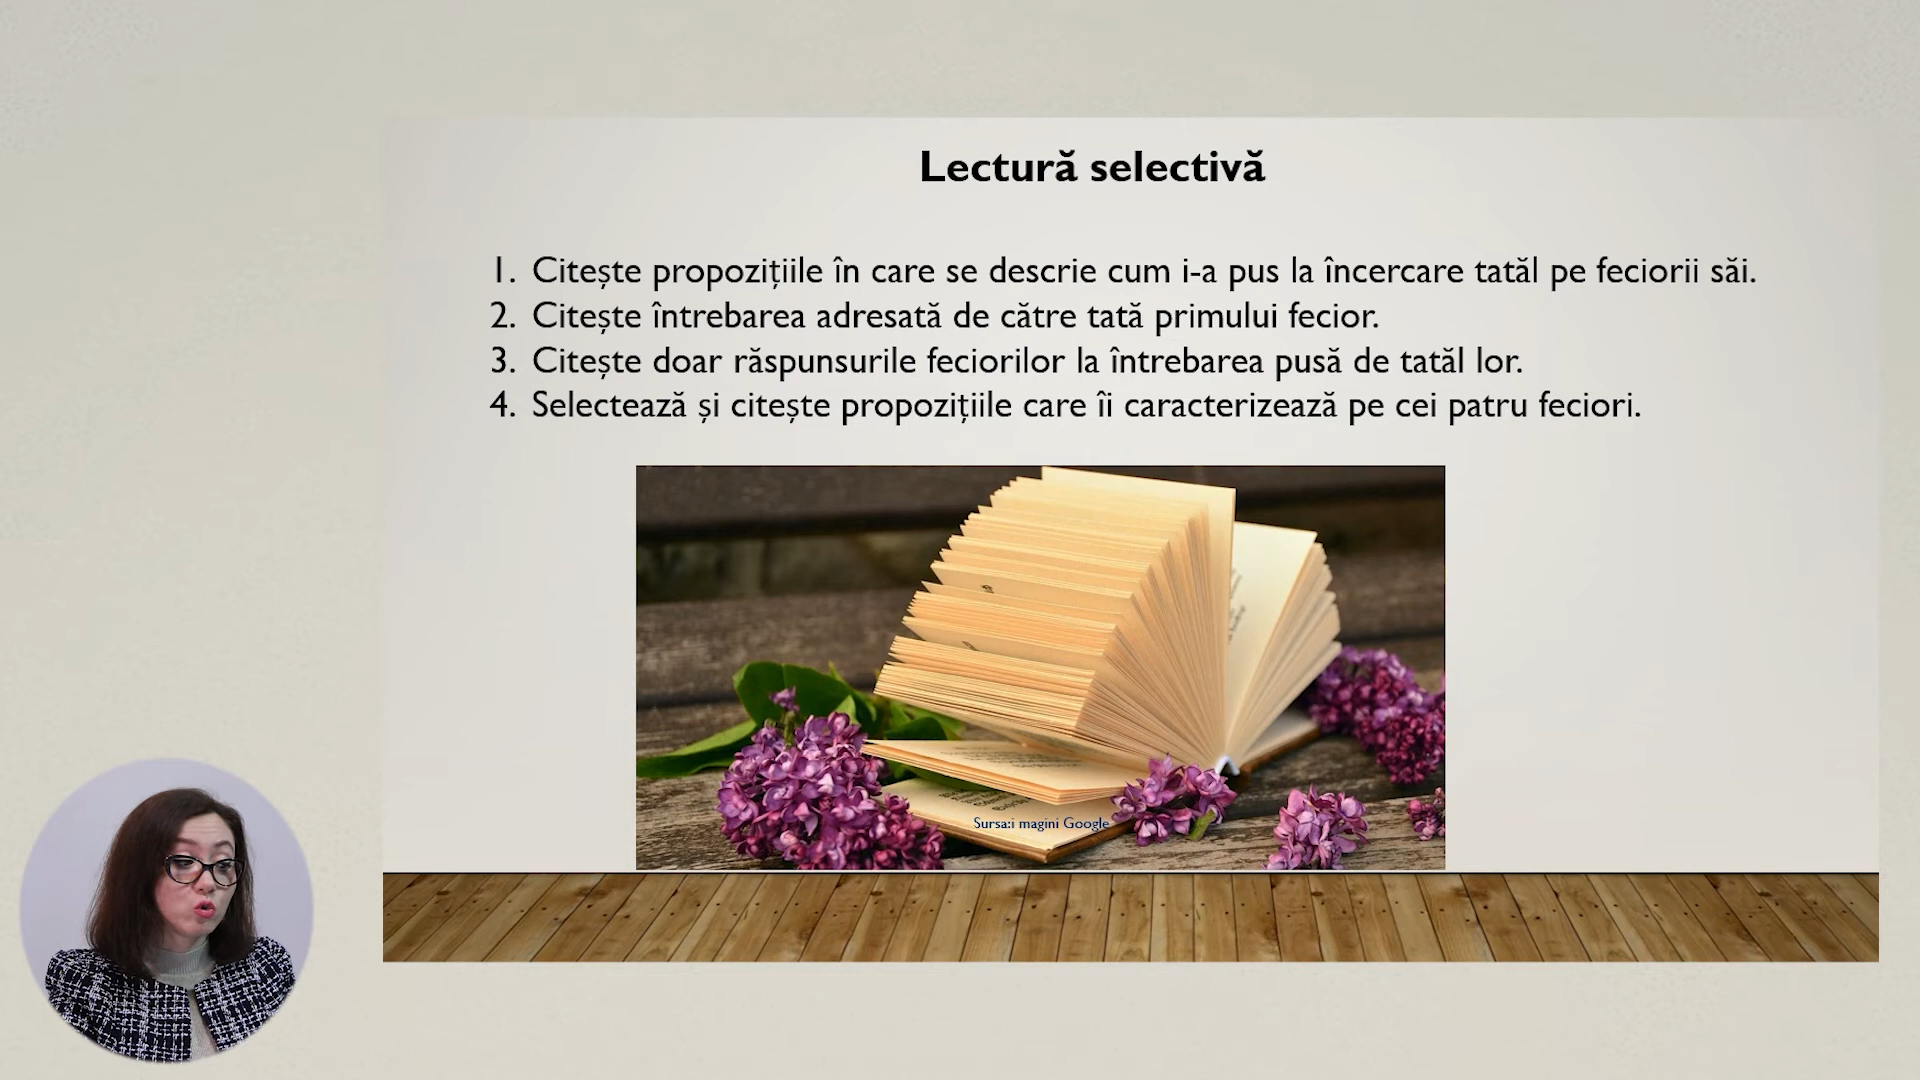 Lectură selectivă
1. Citește propozițiile în care se descrie cum i-a pus la încercare tatăl pe feciorii săi.
2. Citește întrebarea adresată de către tată primului fecior.
3. Citește doar răspunsurile feciorilor la întrebarea pusă de tatăl lor.
4. Selectează și citește propozițiile care îi caracterizează pe cei patru feciori.
Sursa:i magini Google